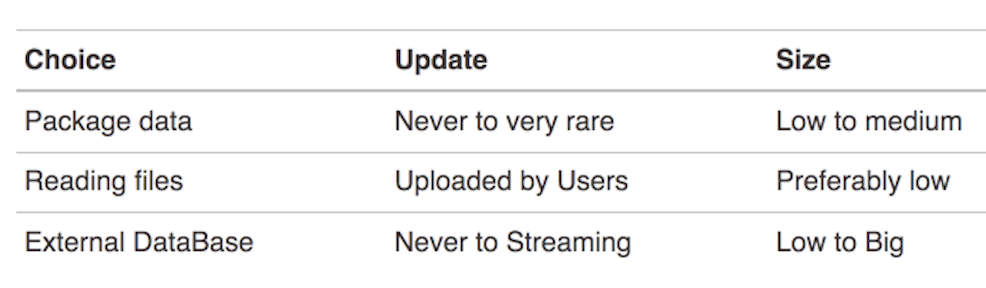 Choice Update Size
Package data Never to very rare Low to medium
Reading files Uploaded by Users Preferably low
External DataBase Never to Streaming Low to Big